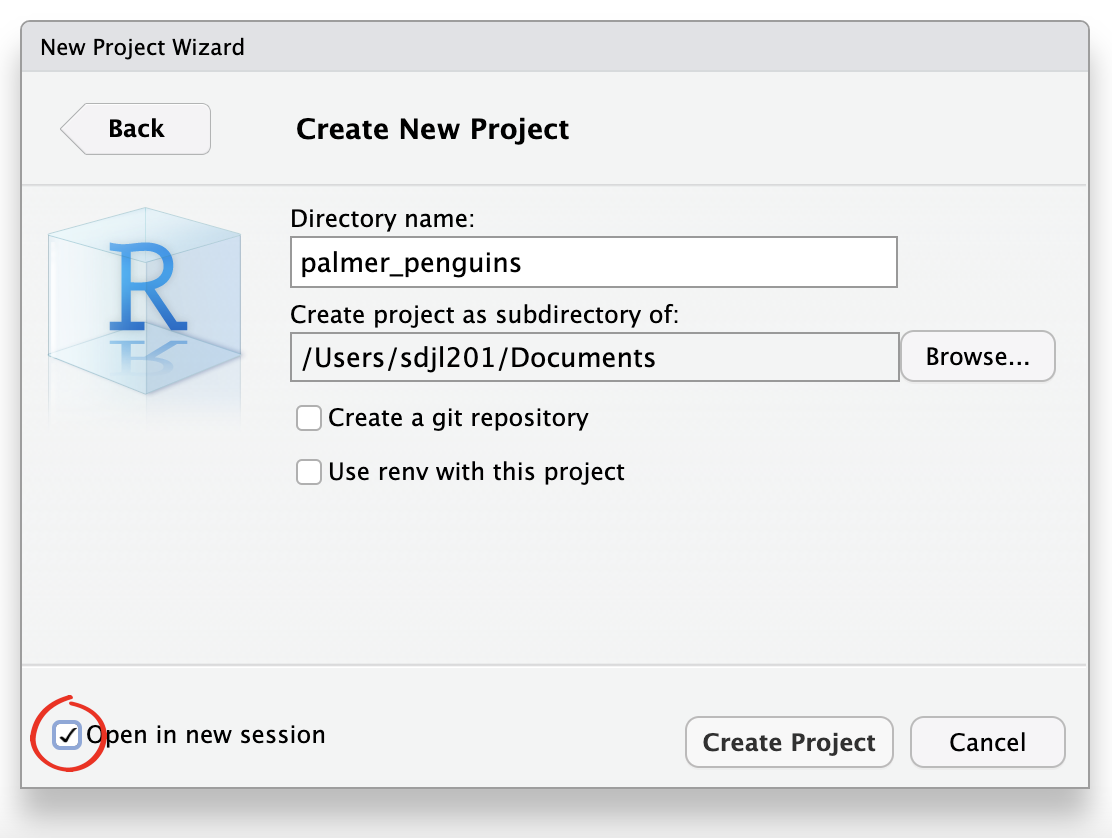 New Project Wizard
Back
Create New Project
R
Directory name:
palmer_penguins
Create project as subdirectory of:
/Users/sdjl201/Documents
Browse...
Create a git repository
Use renv with this project
Open in new session
Create Project
Cancel